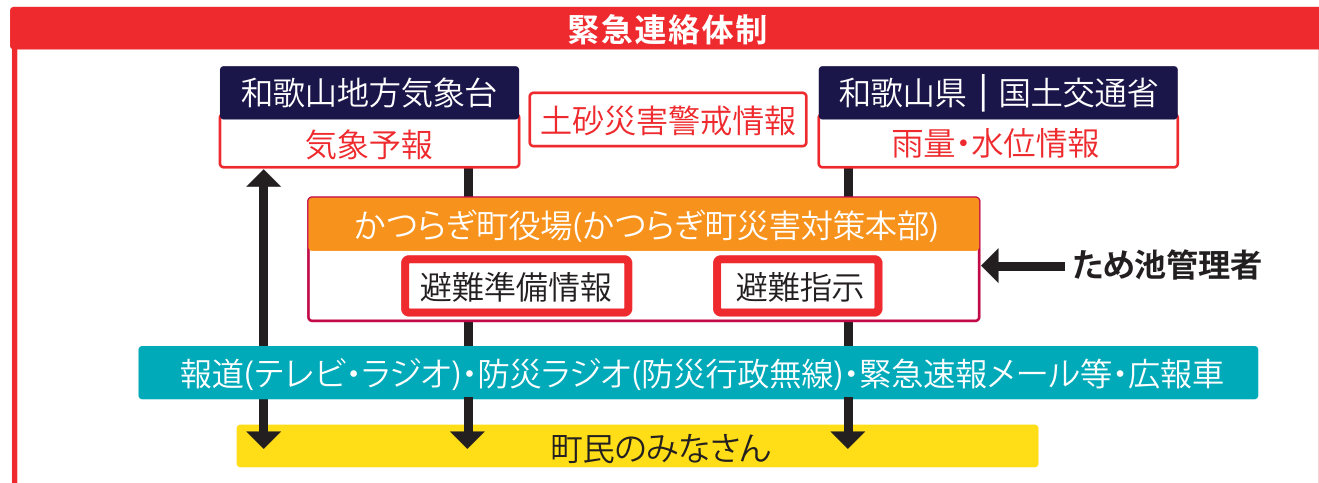 緊急連絡体制
和歌山地方気象台
気象予報
土砂災害警戒情報
和歌山県｜国土交通省
雨量・水位情報
かつらぎ町役場(かつらぎ町災害対策本部)
避難準備情報
避難指示
ため池管理者
報道(テレビ・ラジオ)・防災ラジオ(防災行政無線)・緊急速報メール等・広報車
町民のみなさん